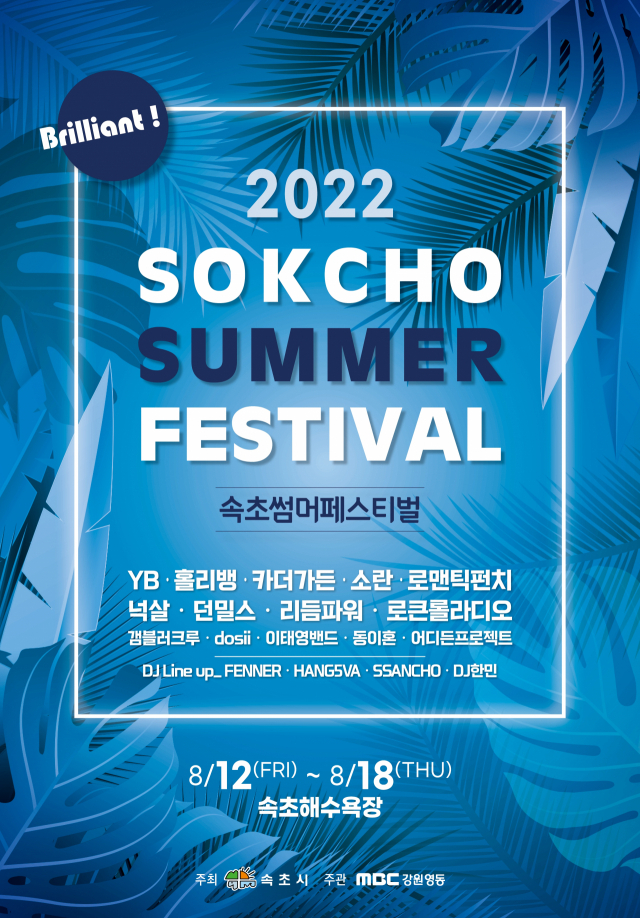 Brilliant !
2022
SOKCHO
SUMMER
FESTIVAL
속초썸머페스티벌
YB · 홀리뱅 · 카더가든 · 소란 · 로맨틱펀치
넉살 · 던밀스 · 리듬파워 · 로큰롤라디오
갬블러크루 · dosii · 이태영밴드 · 동이혼 · 어디든프로젝트
DJ Line up_ FENNER · HANG5VA · SSANCHO · DJ한민
8/12(FRI) ~ 8/18(THU)
속초해수욕장
주최 속초시 주관 MBC 강원영동